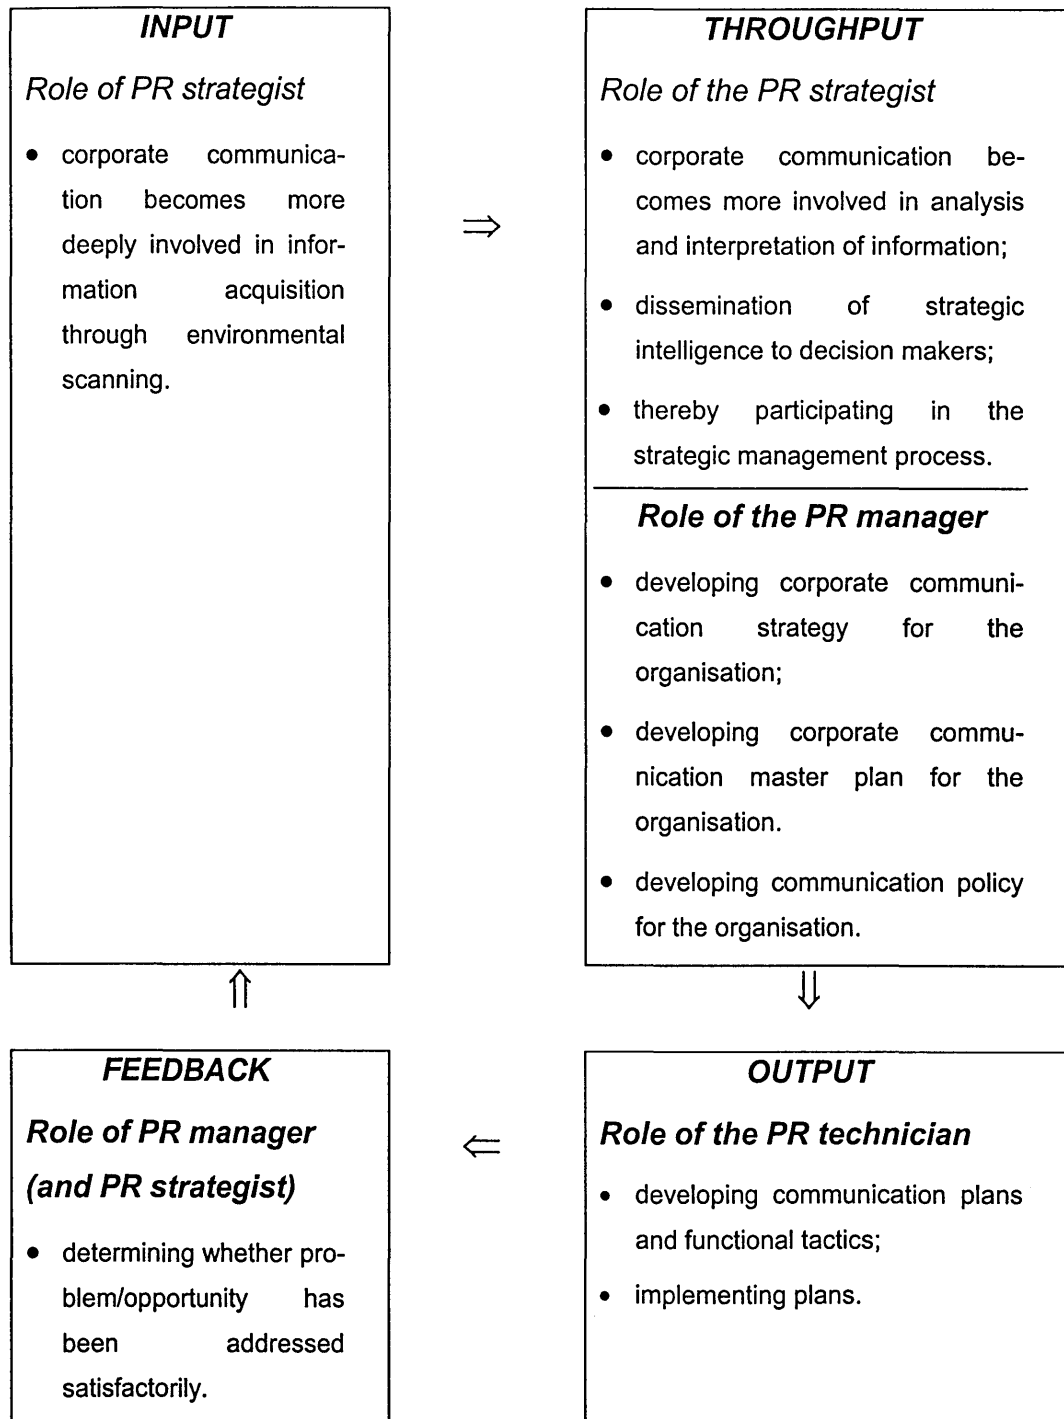 INPUT
Role of PR strategist
• corporate communica-
tion becomes more
deeply involved in infor-
mation acquisition
through environmental
scanning.
⇒
THROUGHPUT
Role of the PR strategist
• corporate communication be-
comes more involved in analysis
and interpretation of information;
• dissemination of strategic
intelligence to decision makers;
• thereby participating in the
strategic management process.
Role of the PR manager
• developing corporate communi-
cation strategy for the
organisation;
• developing corporate commu-
nication master plan for the
organisation.
• developing communication policy
for the organisation.
⇑
⇓
FEEDBACK
Role of PR manager
(and PR strategist)
• determining whether pro-
blem/opportunity has
been addressed
satisfactorily.
⇐
OUTPUT
Role of the PR technician
• developing communication plans
and functional tactics;
• implementing plans.